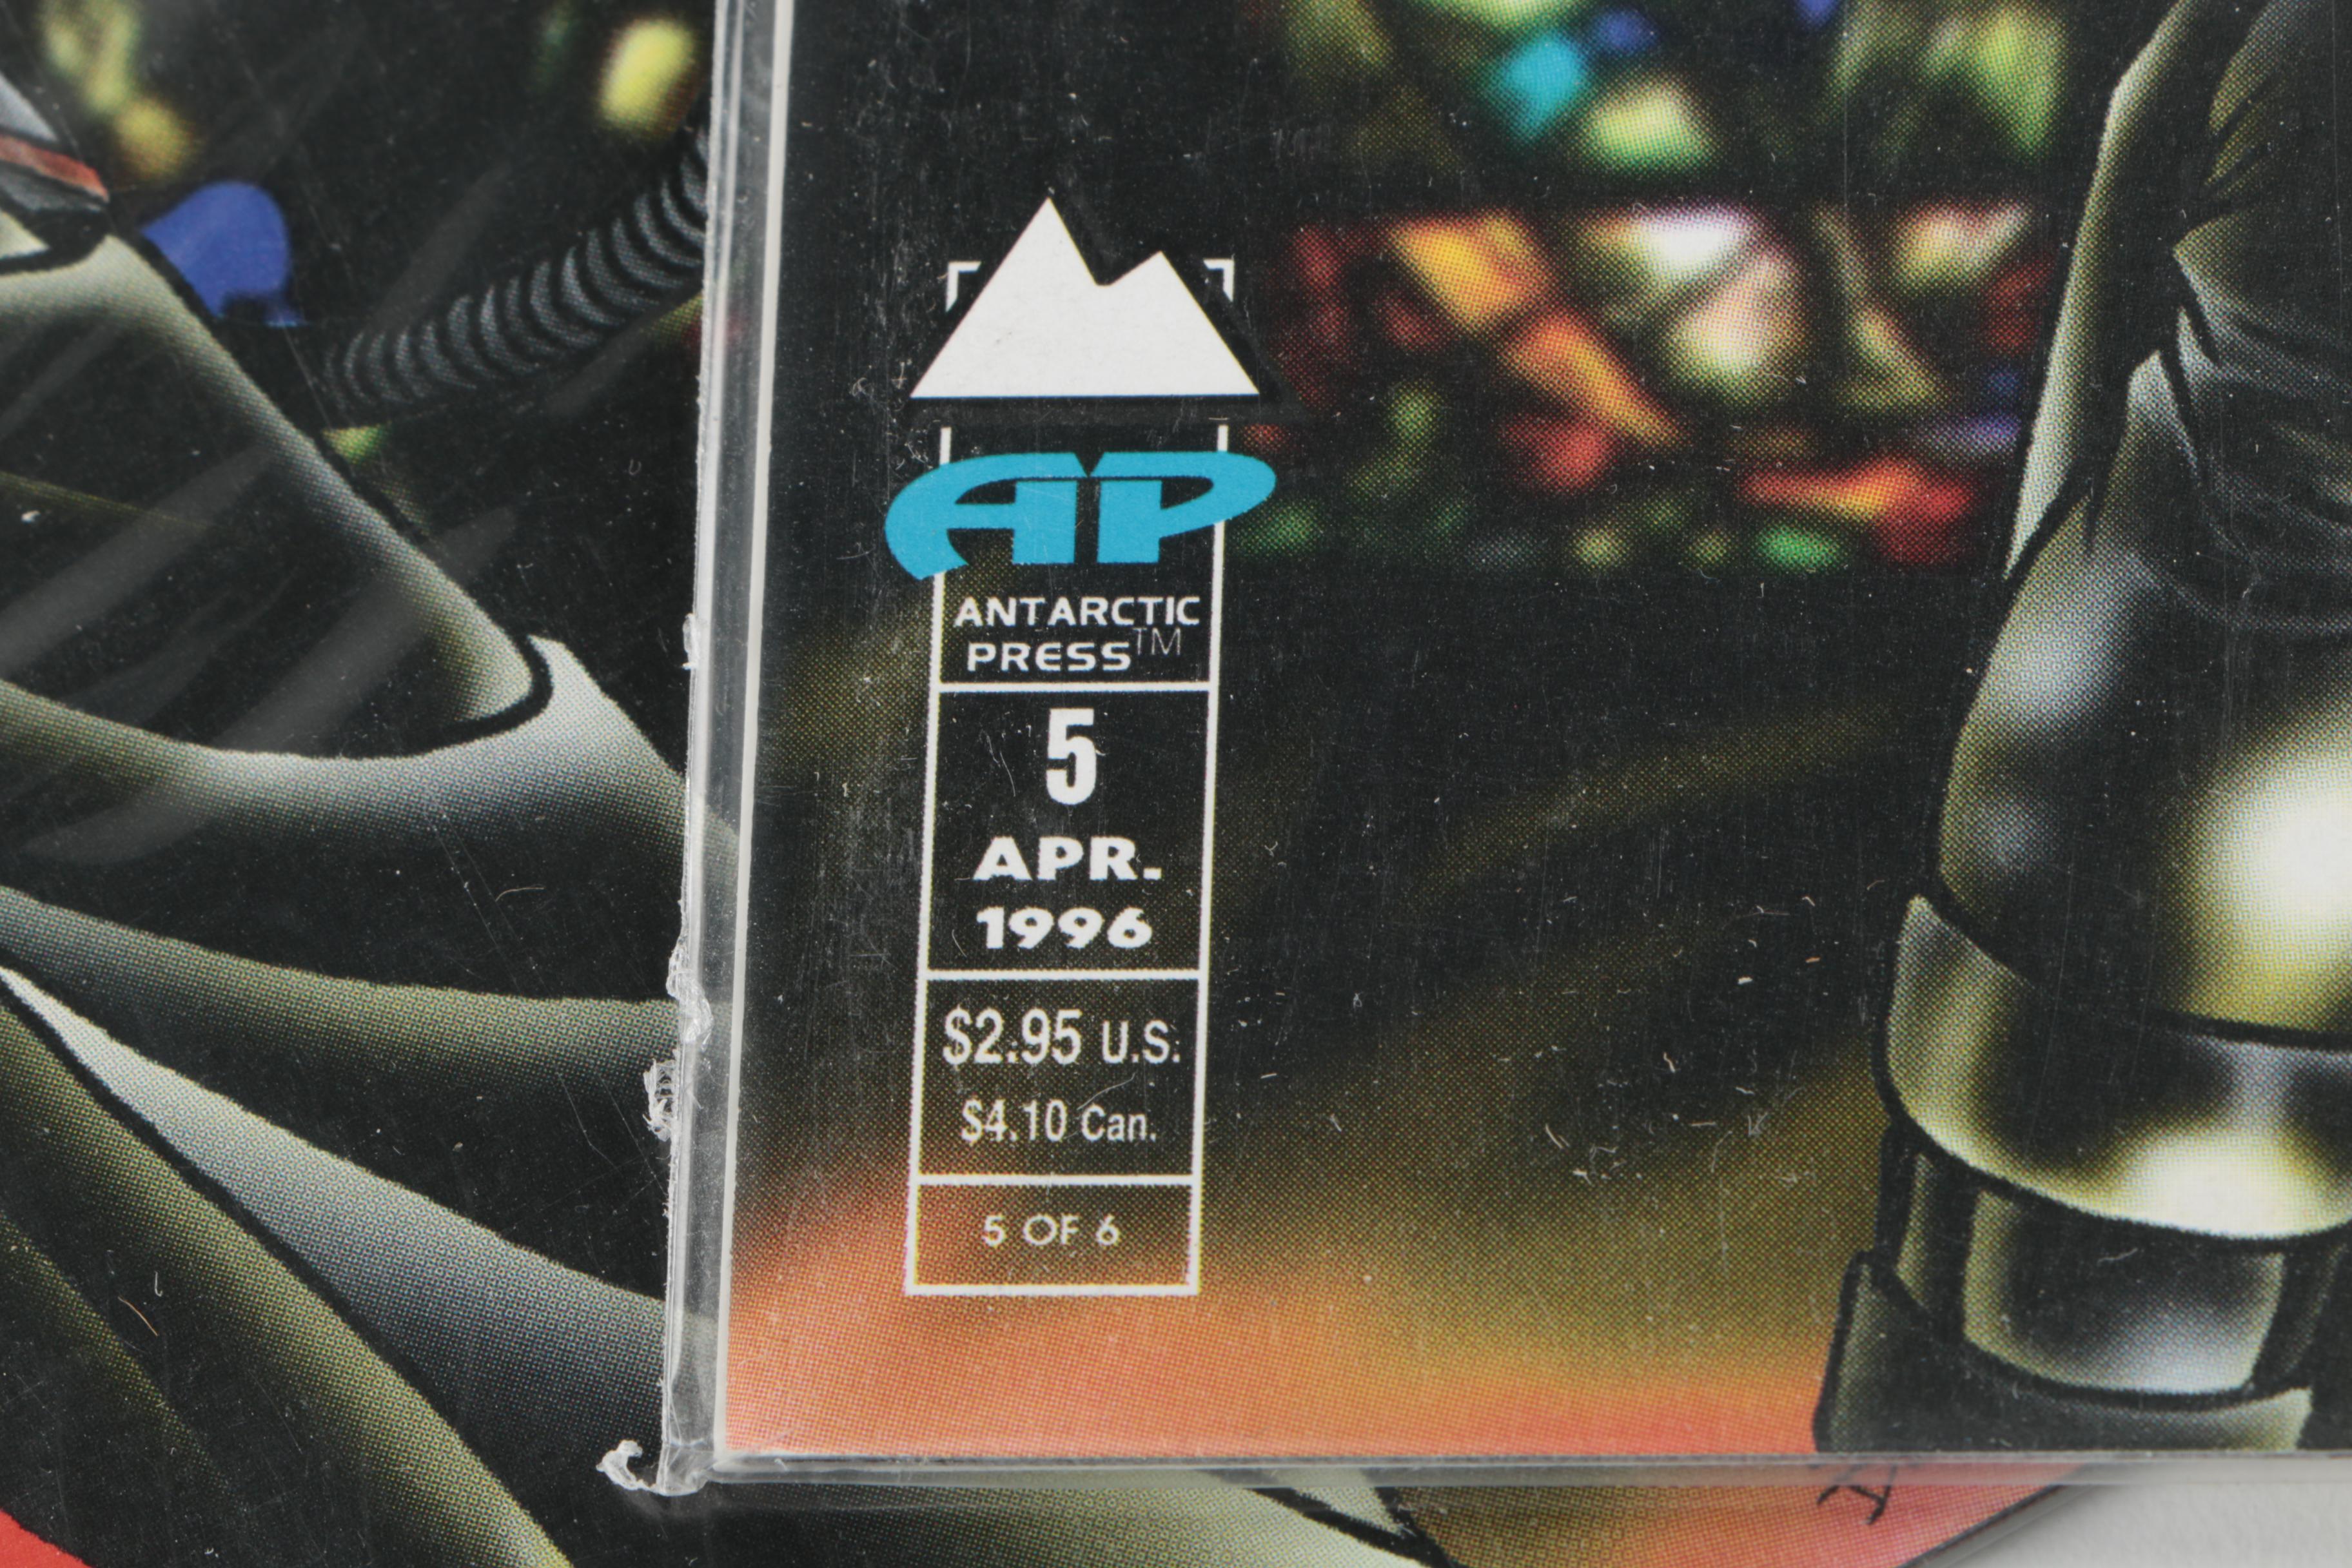 AP
ANTARCTIC
PRESS™
5
APR.
1996
$2.95 U.S.
$4.10 Can.
5 OF 6